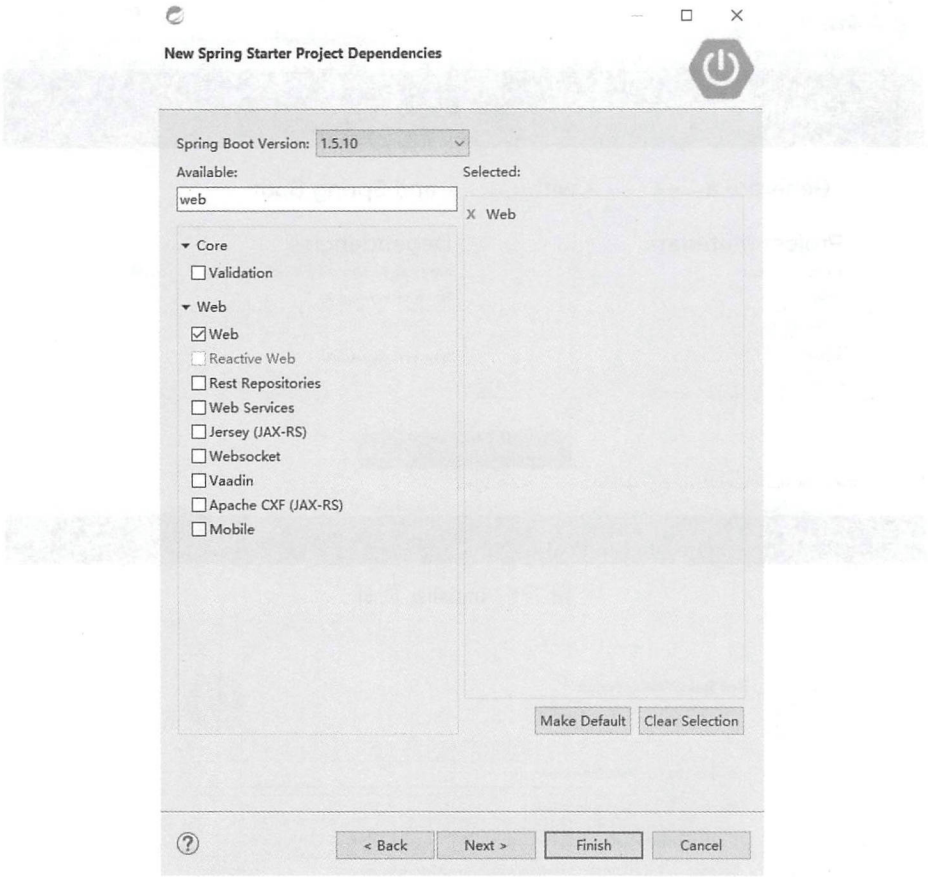 New Spring Starter Project Dependencies
Spring Boot Version: 1.5.10
Available:
Selected:
web
X Web
Core
Validation
Web
Web
Reactive Web
Rest Repositories
Web Services
Jersey (JAX-RS)
Websocket
Vaadin
Apache CXF (JAX-RS)
Mobile
Make Default
Clear Selection
?
< Back
Next >
Finish
Cancel